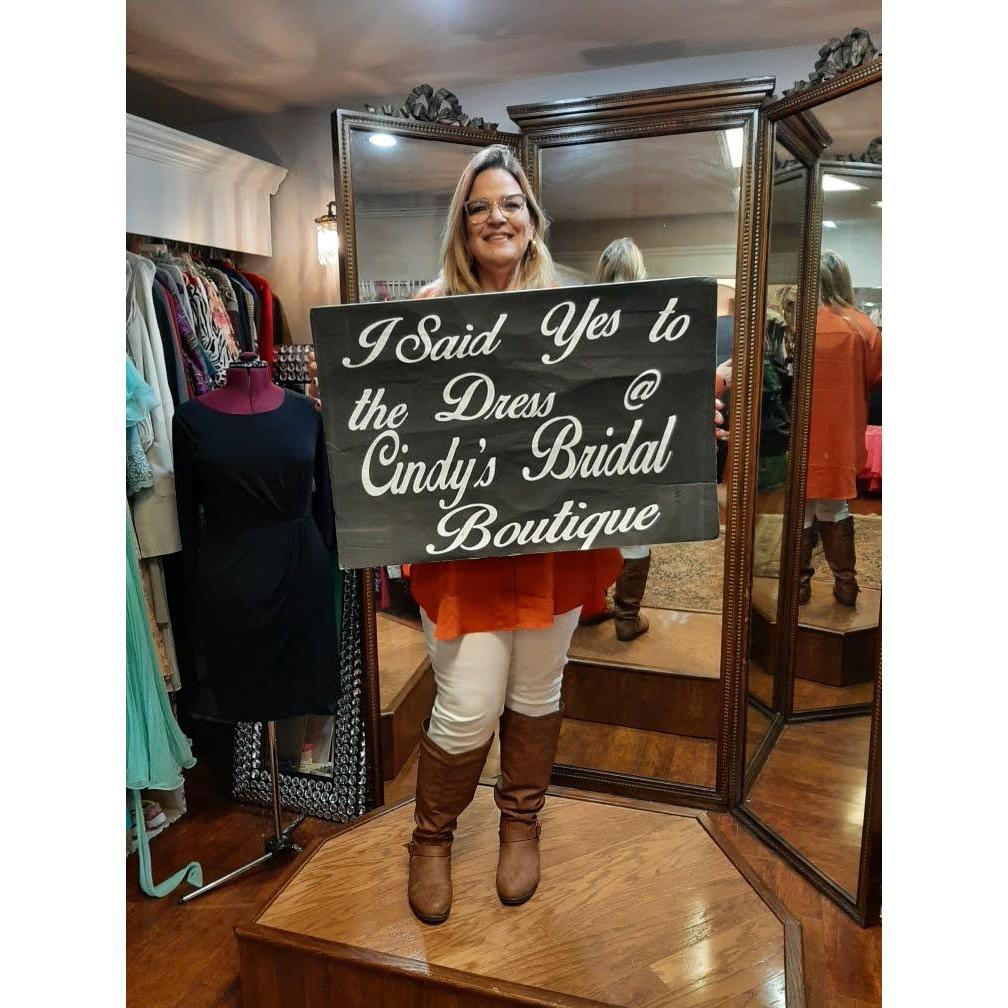 I Said Yes to
the Dress @
Cindy's Bridal
Boutique